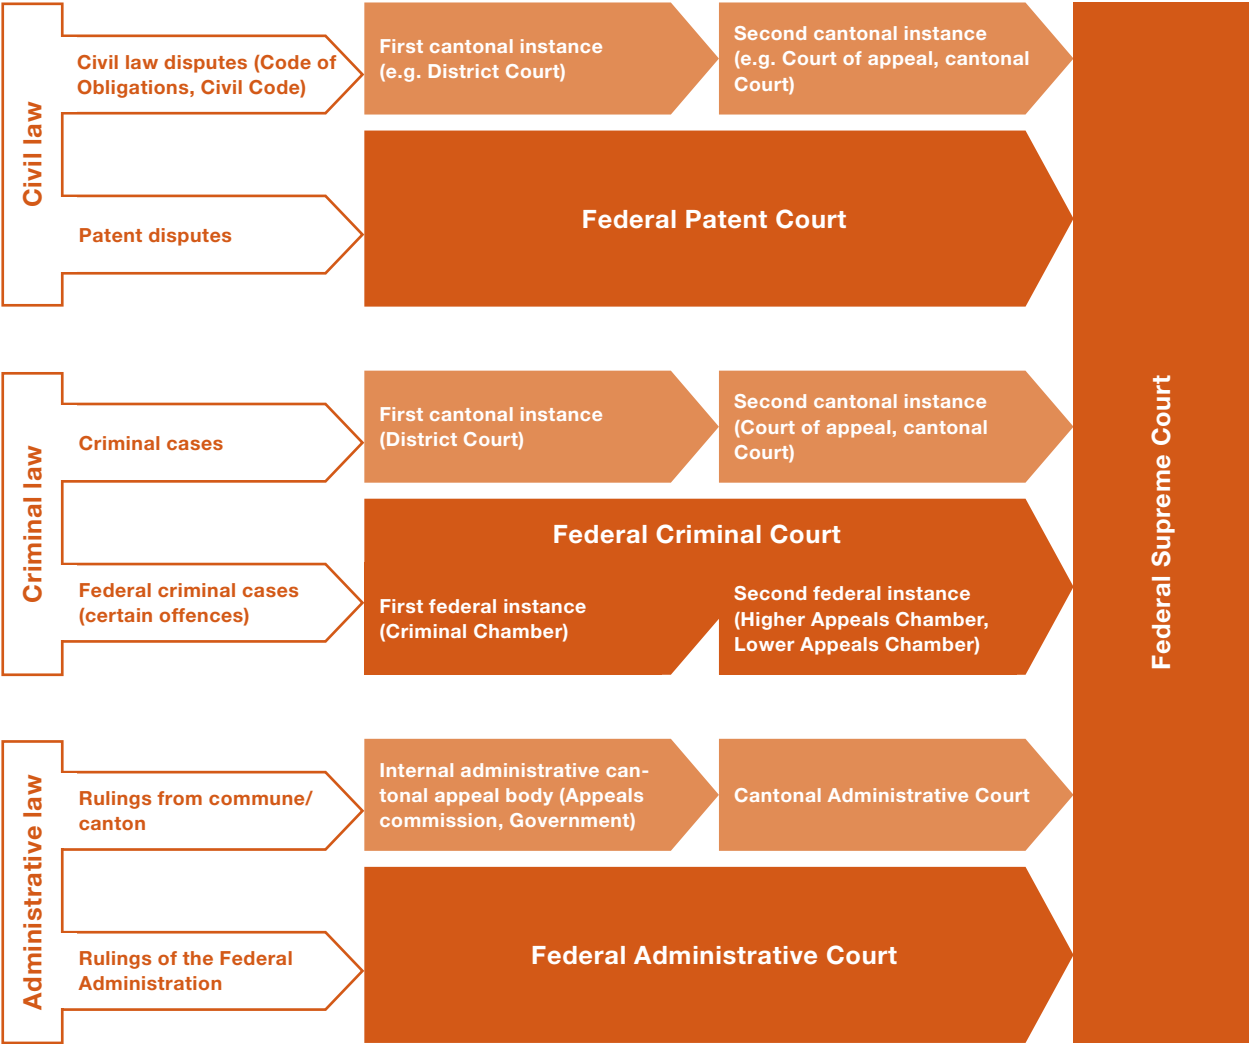 Civil law
Civil law disputes (Code of
Obligations, Civil Code)
First cantonal instance
(e.g. District Court)
Second cantonal instance
(e.g. Court of appeal, cantonal
Court)
Patent disputes
Federal Patent Court
Criminal law
Criminal cases
First cantonal instance
(District Court)
Second cantonal instance
(Court of appeal, cantonal
Court)
Federal criminal cases
(certain offences)
Federal Criminal Court
First federal instance
(Criminal Chamber)
Second federal instance
(Higher Appeals Chamber,
Lower Appeals Chamber)
Administrative law
Rulings from commune/
canton
Internal administrative can-
tonal appeal body (Appeals
commission, Government)
Cantonal Administrative Court
Rulings of the Federal
Administration
Federal Administrative Court
Federal Supreme Court